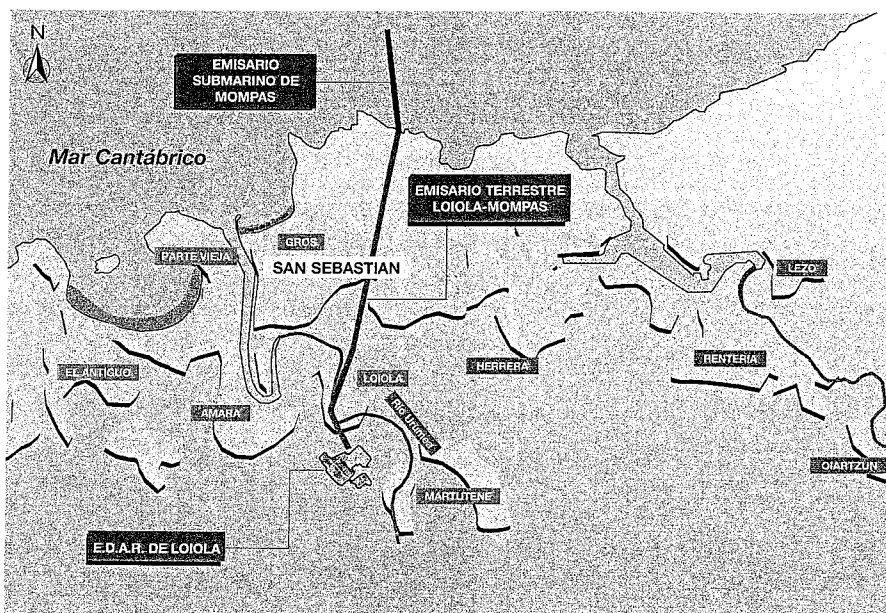 N
EMISARIO
SUBMARINO DE
MOMPAS
Mar Cantábrico
EMISARIO TERRESTRE
LOIOLA-MOMPAS
GROS
PARTE VIEJA
SAN SEBASTIAN
LEZO
HERRERA
RENTERIA
EL ANTIGUO
LOIOLA
AMARA
RIO URUMEA
OIARTZUN
MARTUTENE
E.D.A.R. DE LOIOLA